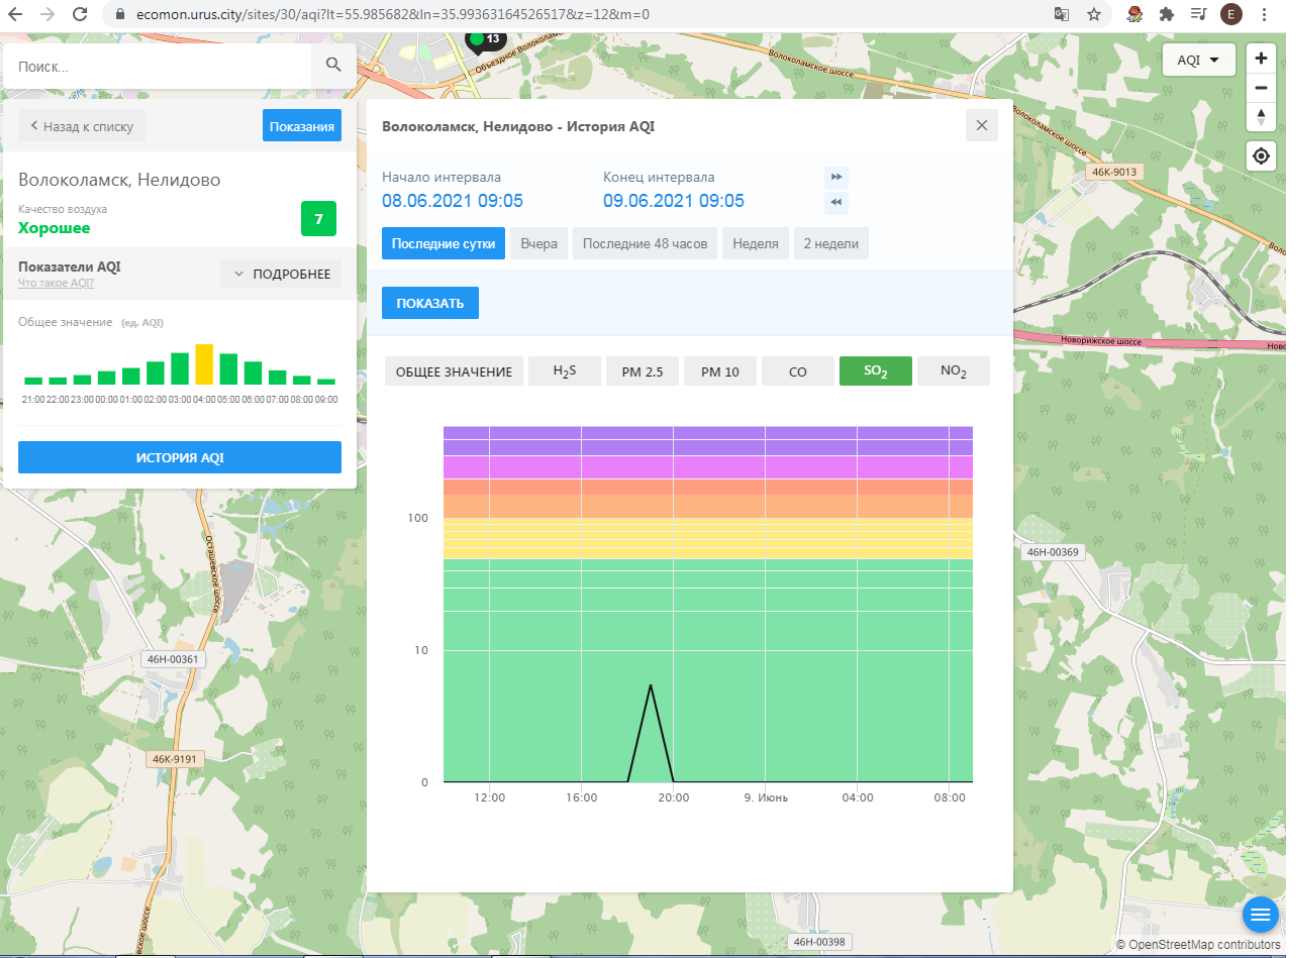 ecomon.urus.city/sites/30/aqi?lt=55.985682&ln=35.99363164526517&z=12&m=0
E
13
Объездное Волоколамск
Волоколамское шоссе
Поиск...
AQI
+
−
Назад к списку
Показания
Волоколамск, Нелидово - История AQI
Волоколамское шоссе
46К-9013
Волоколамск, Нелидово
Качество воздуха
Хорошее
7
Начало интервала
Конец интервала
08.06.2021 09:05
09.06.2021 09:05
Последние сутки
Вчера
Последние 48 часов
Неделя
2 недели
Показатели AQI
Что такое AQI?
ПОДРОБНЕЕ
ПОКАЗАТЬ
Общее значение (ед. AQI)
21:00 22:00 23:00 00:00 01:00 02:00 03:00 04:00 05:00 06:00 07:00 08:00 09:00
ИСТОРИЯ AQI
Новорижское шоссе
Ново
ОБЩЕЕ ЗНАЧЕНИЕ
H2S
PM 2.5
PM 10
CO
SO2
NO2
100
10
0
12:00
16:00
20:00
9. Июнь
04:00
08:00
Осташевское шоссе
46Н-00369
46Н-00361
46К-9191
46Н-00398
© OpenStreetMap contributors